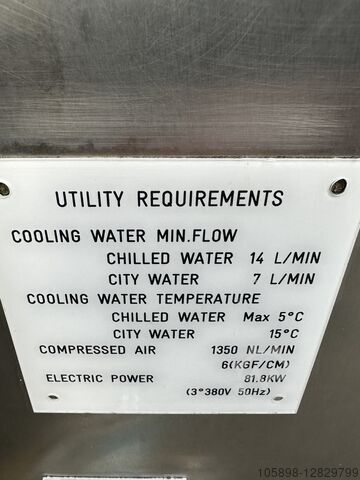 UTILITY REQUIREMENTS
COOLING WATER MIN.FLOW
CHILLED WATER 14 L/MIN
CITY WATER 7 L/MIN
COOLING WATER TEMPERATURE
CHILLED WATER Max 5°C
CITY WATER 15°C
COMPRESSED AIR 1350 NL/MIN
6(KGF/CM)
ELECTRIC POWER 81.8KW
(3*380V 50Hz)
105898-12829799